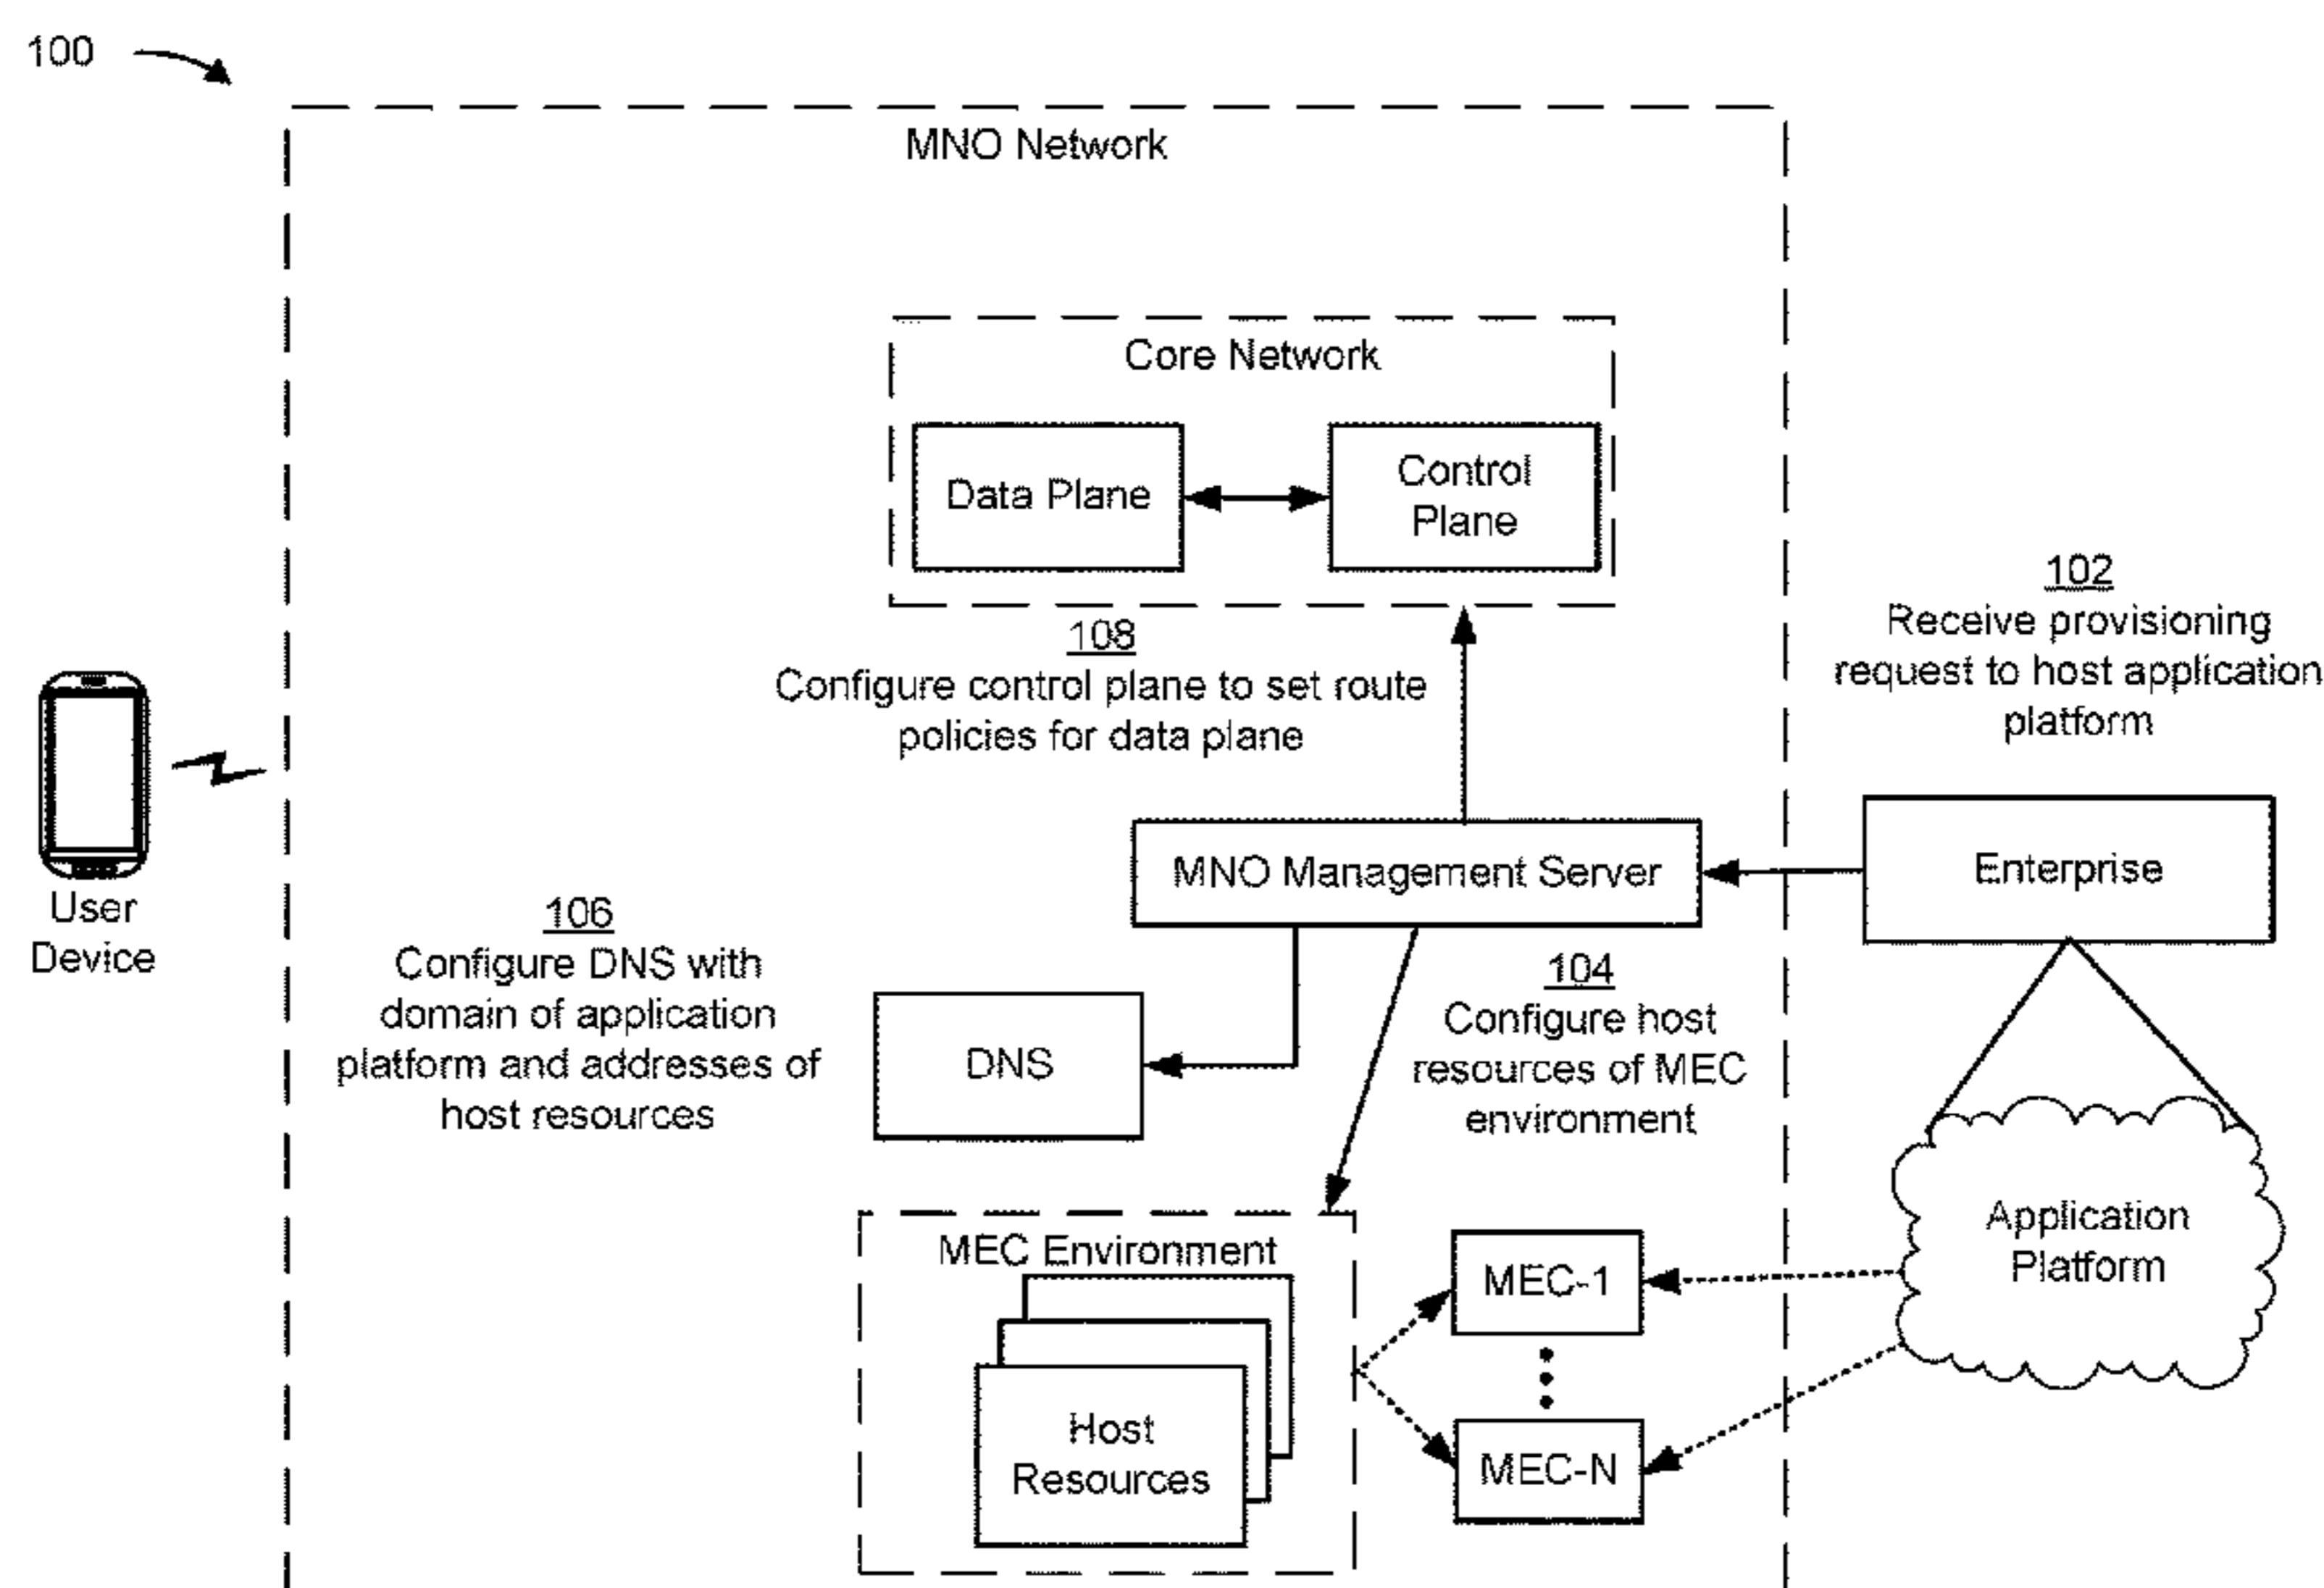 100
MNO Network
Core Network
Data Plane
Control
Plane
108
Configure control plane to set route
policies for data plane
102
Receive provisioning
request to host application
platform
User
Device
MNO Management Server
Enterprise
106
Configure DNS with
domain of application
platform and addresses of
host resources
DNS
104
Configure host
resources of MEC
environment
MEC Environment
Host
Resources
MEC-1
MEC-N
Application
Platform